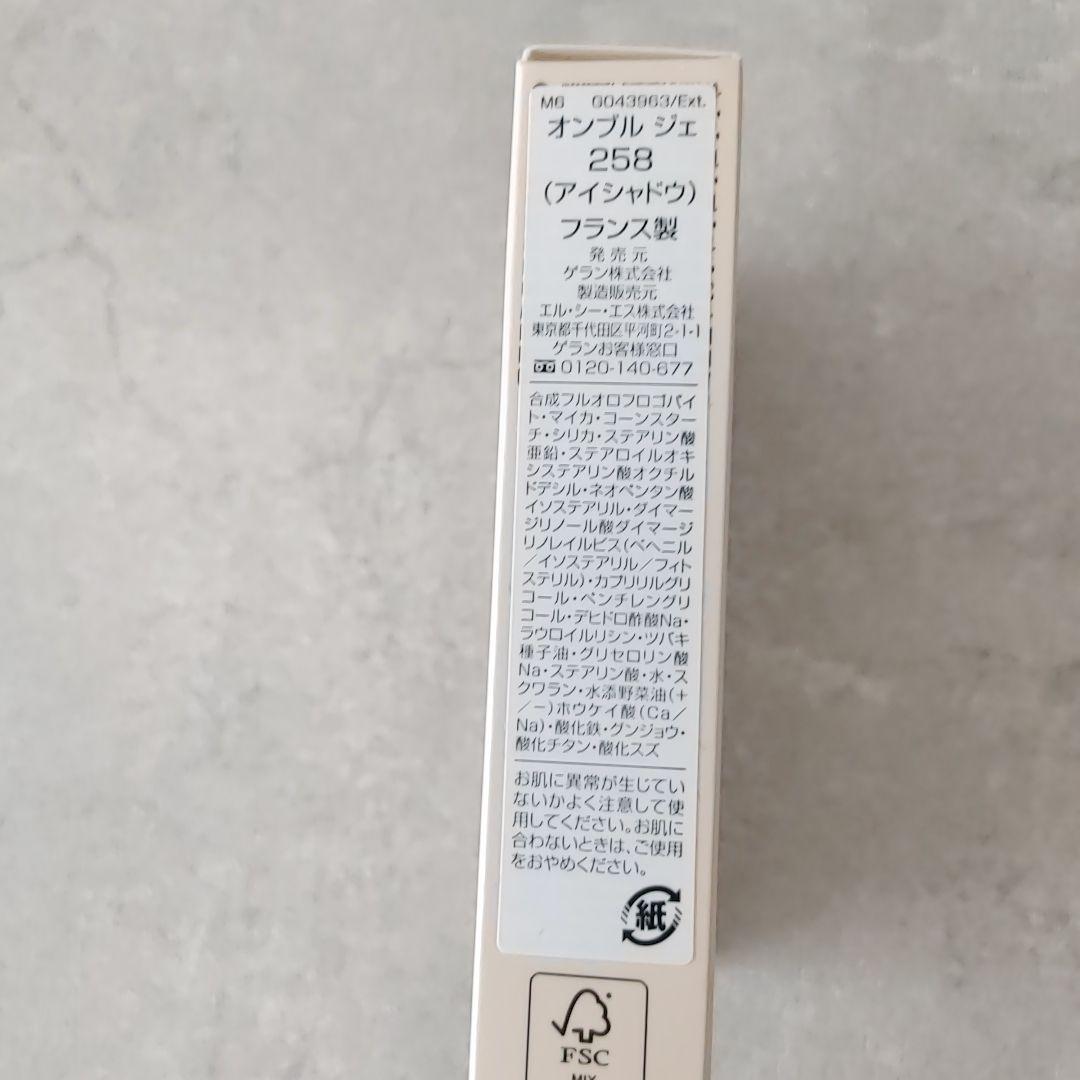 M6 G043963/Ext.
オンブル ジェ
258
(アイシャドウ)
フランス製
発売元
ゲラン株式会社
製造販売元
エル・シー・エス株式会社
東京都千代田区平河町2-1-1
ゲランお客様窓口
0120-140-677
合成フルオロフロゴパイ
ト・マイカ・コーンスター
チ・シリカ・ステアリン酸
亜鉛・ステアロイルオキ
システアリン酸オクチル
ドデシル・ネオペンタン酸
イソステアリル・ダイマー
ジリノール酸ダイマージ
リノレイルビス(ベヘニル
/イソステアリル/フィト
ステリル)・カプリリルグリ
コール・ペンチレングリ
コール・デヒドロ酢酸Na・
ラウロイルリシン・ツバキ
種子油・グリセロリン酸
Na・ステアリン酸・水・ス
クワラン・水添野菜油(+
/-)ホウケイ酸(Ca/
Na)・酸化鉄・グンジョウ・
酸化チタン・酸化スズ
お肌に異常が生じてい
ないかよく注意して使
用してください。お肌に
合わないときは、ご使用
をおやめください。
紙
FSC
MIX